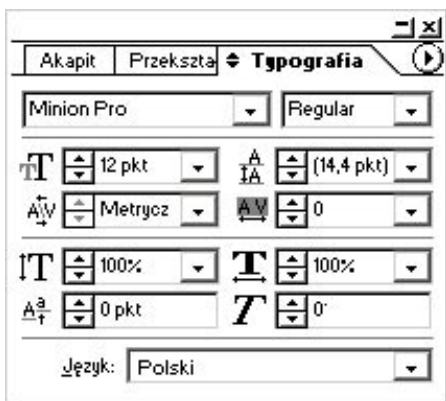 Akapit Przekszta Typografia
Minion Pro Regular
12 pkt (14,4 pkt)
Metrycz 0
100% 100%
0 pkt 0°
Język: Polski